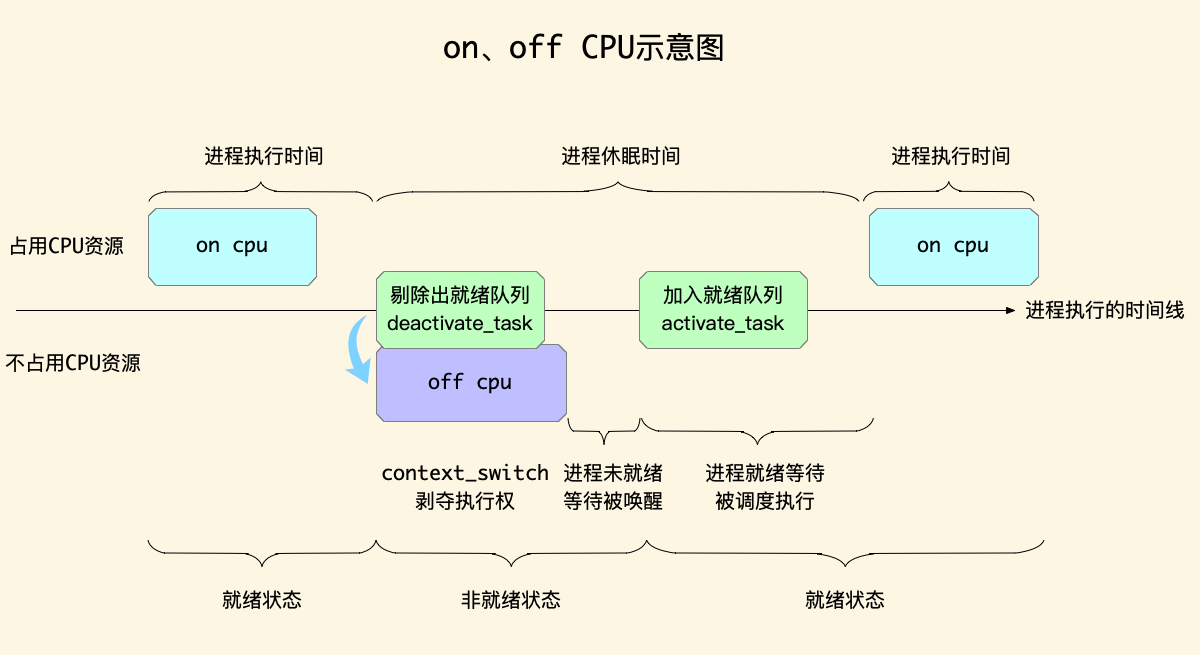 on、off CPU示意图
进程执行时间
进程休眠时间
进程执行时间
占用CPU资源
on cpu
on cpu
剔除出就绪队列
deactivate_task
加入就绪队列
activate_task
进程执行的时间线
不占用CPU资源
off cpu
context_switch
剥夺执行权
进程未就绪
等待被唤醒
进程就绪等待
被调度执行
就绪状态
非就绪状态
就绪状态